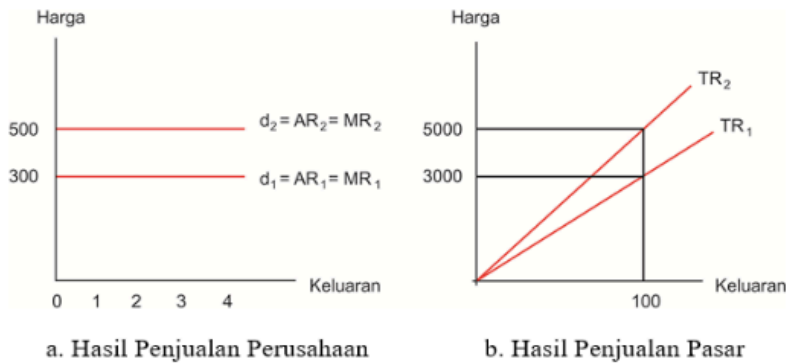 Harga
500
300
d₂ = AR₂ = MR₂
d₁ = AR₁ = MR₁
Keluaran
0 1 2 3 4
a. Hasil Penjualan Perusahaan
Harga
5000
3000
TR₂
TR₁
Keluaran
100
b. Hasil Penjualan Pasar